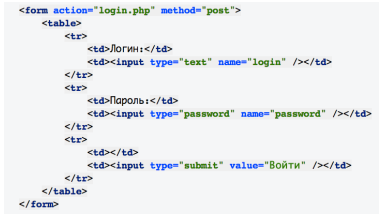 <form action="login.php" method="post">
<table>
<tr>
<td>Логин:</td>
<td><input type="text" name="login" /></td>
</tr>
<tr>
<td>Пароль:</td>
<td><input type="password" name="password" /></td>
</tr>
<tr>
<td></td>
<td><input type="submit" value="Войти" /></td>
</tr>
</table>
</form>